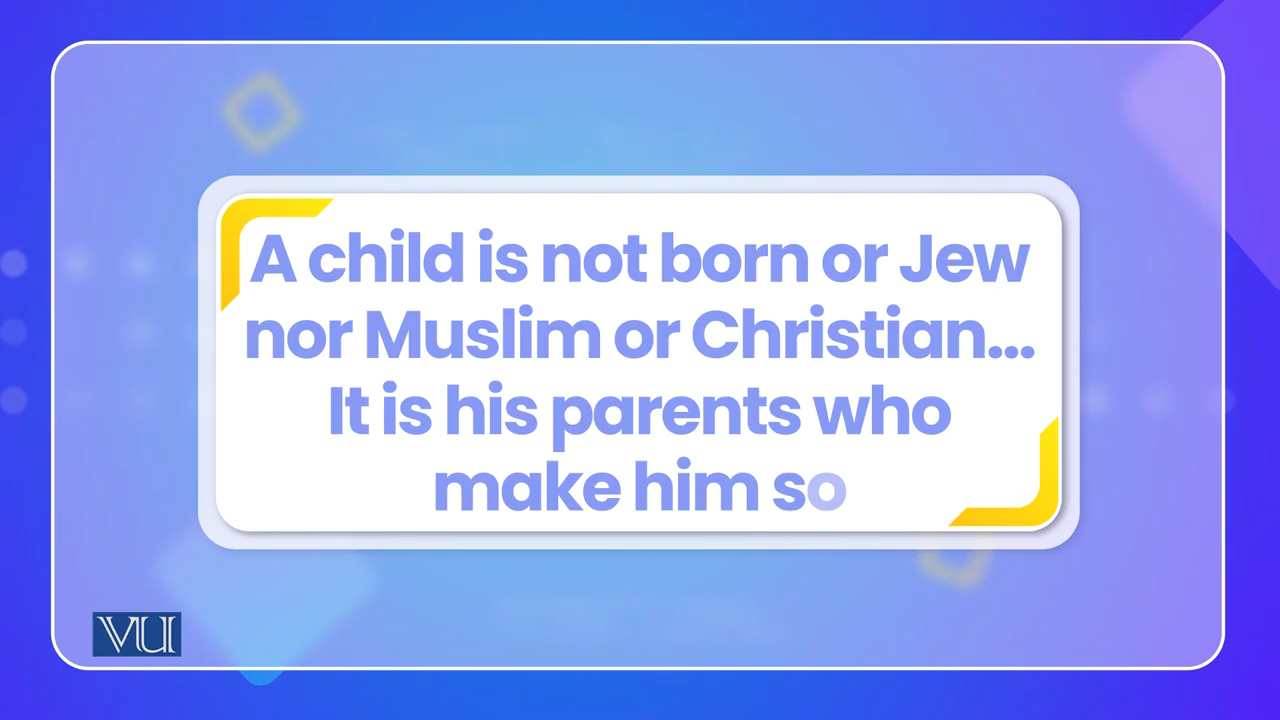 A child is not born or Jew
nor Muslim or Christian...
It is his parents who
make him so
VU